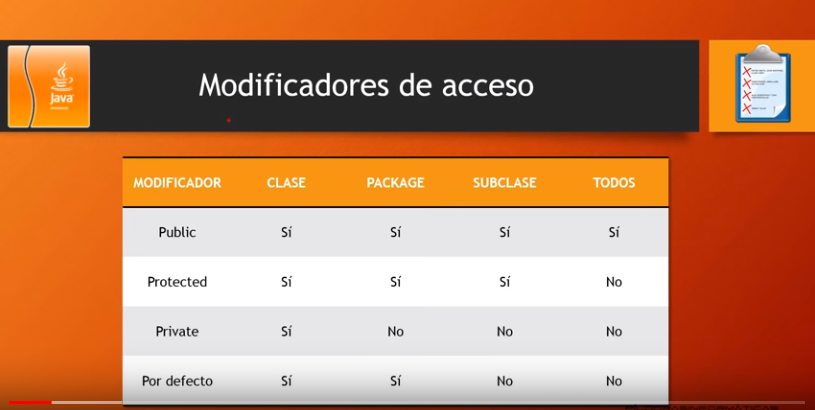 Java
Modificadores de acceso
MODIFICADOR CLASE PACKAGE SUBCLASE TODOS
Public Sí Sí Sí Sí
Protected Sí Sí Sí No
Private Sí No No No
Por defecto Sí Sí No No